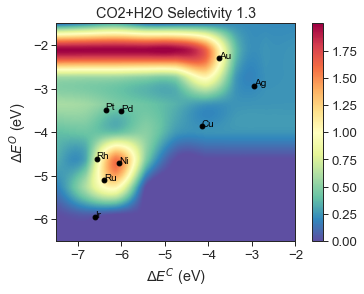 CO2+H2O Selectivity 1.3
ΔE^O (eV)
−2
−3
−4
−5
−6
Au
Ag
Pt
Pd
Cu
Rh
Ni
Ru
Ir
−7
−6
−5
−4
−3
−2
ΔE^C (eV)
1.75
1.50
1.25
1.00
0.75
0.50
0.25
0.00